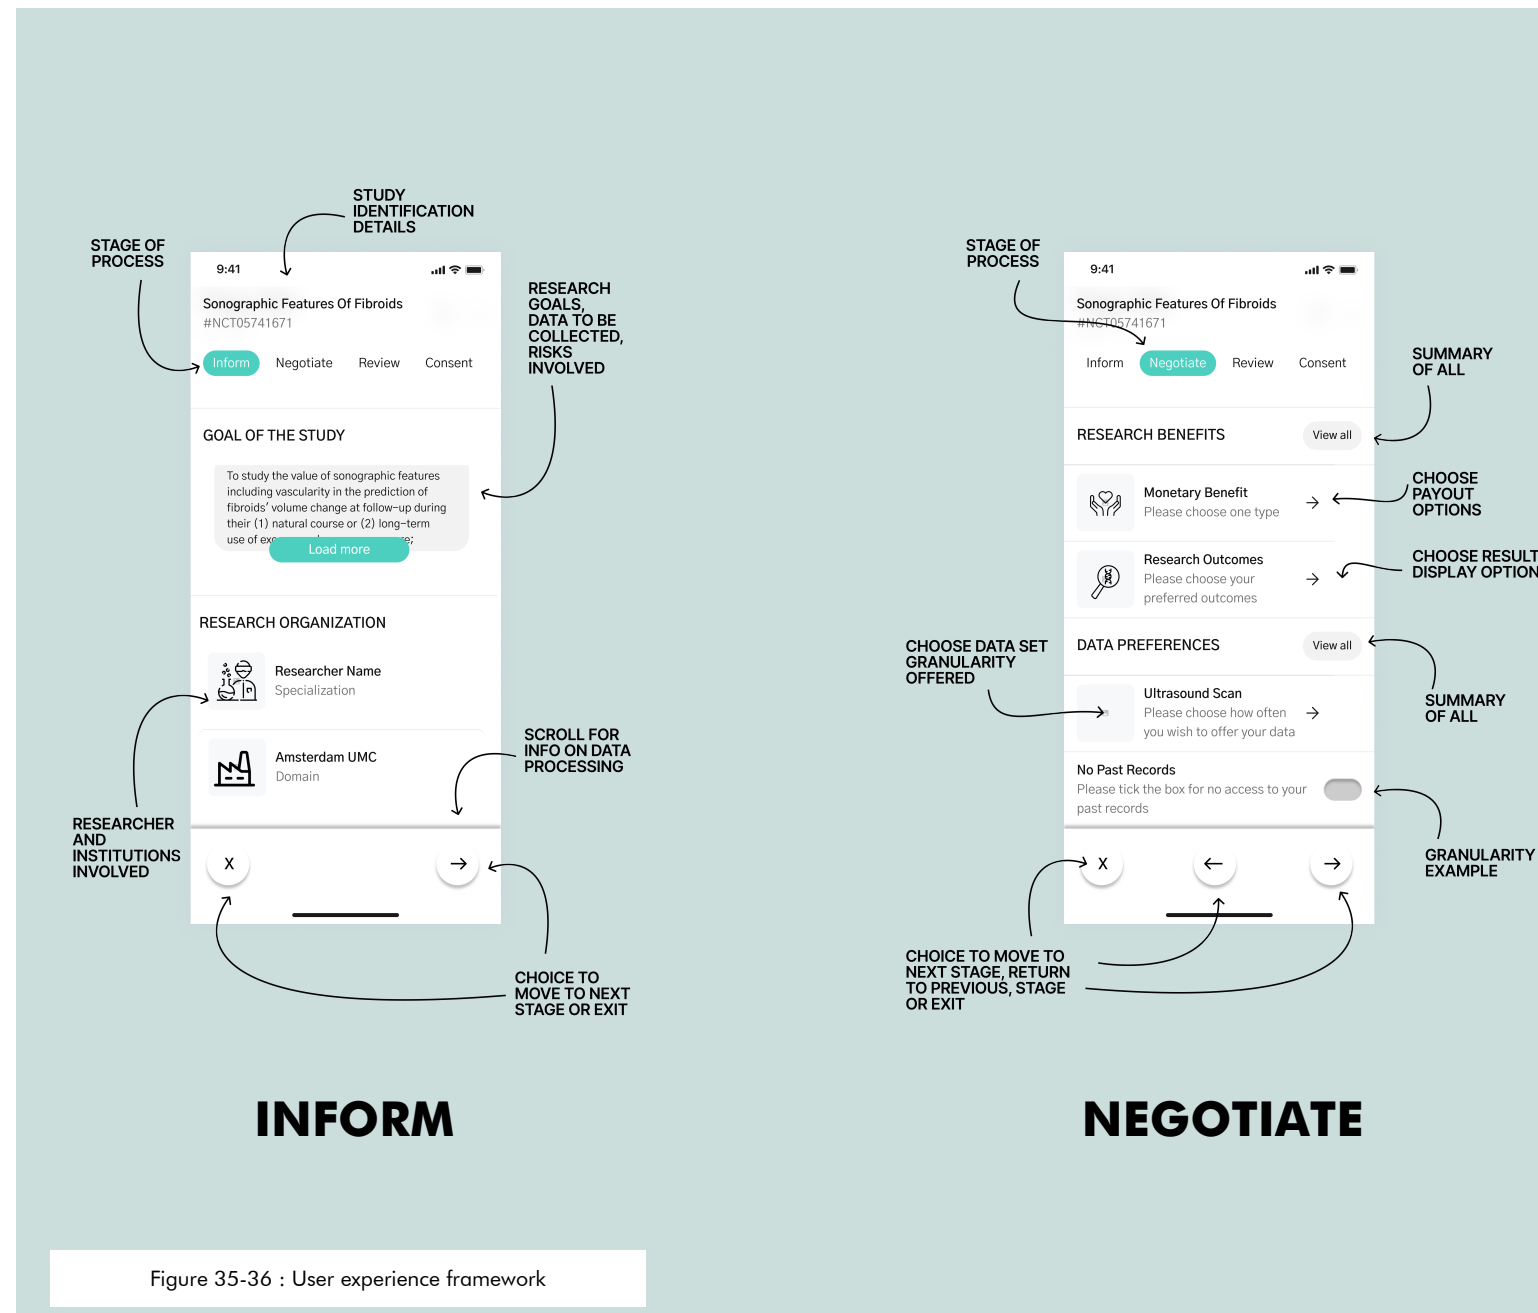 STUDY
IDENTIFICATION
DETAILS
STAGE OF
PROCESS
9:41
Sonographic Features Of Fibroids
#NCT05741671
Inform Negotiate Review Consent
RESEARCH
GOALS,
DATA TO BE
COLLECTED,
RISKS
INVOLVED
GOAL OF THE STUDY
To study the value of sonographic features
including vascularity in the prediction of
fibroids' volume change at follow-up during
their (1) natural course or (2) long-term
use of
Load more
RESEARCH ORGANIZATION
Researcher Name
Specialization
Amsterdam UMC
Domain
SCROLL FOR
INFO ON DATA
PROCESSING
RESEARCHER
AND
INSTITUTIONS
INVOLVED
X
CHOICE TO
MOVE TO NEXT
STAGE OR EXIT
INFORM
STAGE OF
PROCESS
9:41
Sonographic Features Of Fibroids
#NCT05741671
Inform Negotiate Review Consent
SUMMARY
OF ALL
RESEARCH BENEFITS View all
Monetary Benefit
Please choose one type
CHOOSE
PAYOUT
OPTIONS
Research Outcomes
Please choose your
preferred outcomes
CHOOSE RESULT
DISPLAY OPTION
CHOOSE DATA SET
GRANULARITY
OFFERED
DATA PREFERENCES View all
Ultrasound Scan
Please choose how often
you wish to offer your data
SUMMARY
OF ALL
No Past Records
Please tick the box for no access to your
past records
GRANULARITY
EXAMPLE
X
CHOICE TO MOVE TO
NEXT STAGE, RETURN
TO PREVIOUS, STAGE
OR EXIT
NEGOTIATE
Figure 35-36 : User experience framework